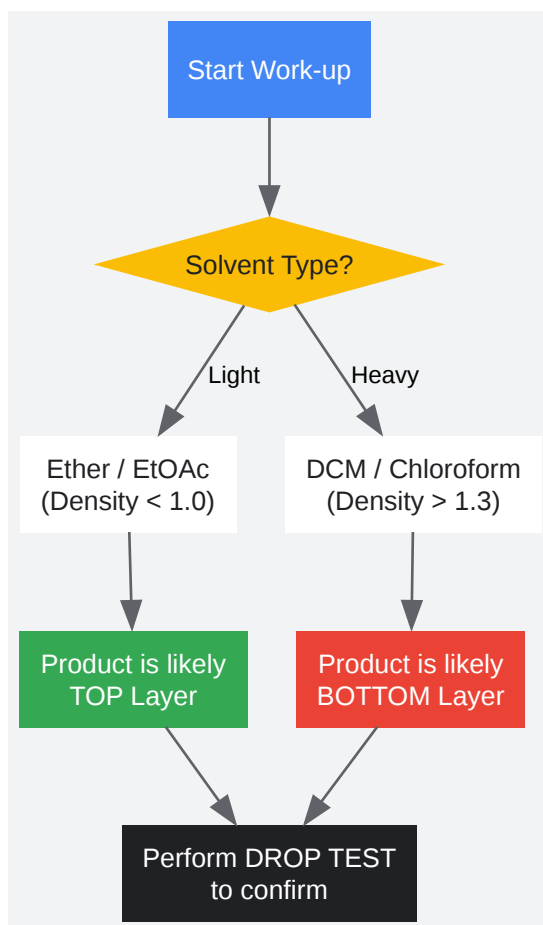 Start Work-up
Solvent Type?
Light
Heavy
Ether / EtOAc
(Density < 1.0)
DCM / Chloroform
(Density > 1.3)
Product is likely
TOP Layer
Product is likely
BOTTOM Layer
Perform DROP TEST
to confirm